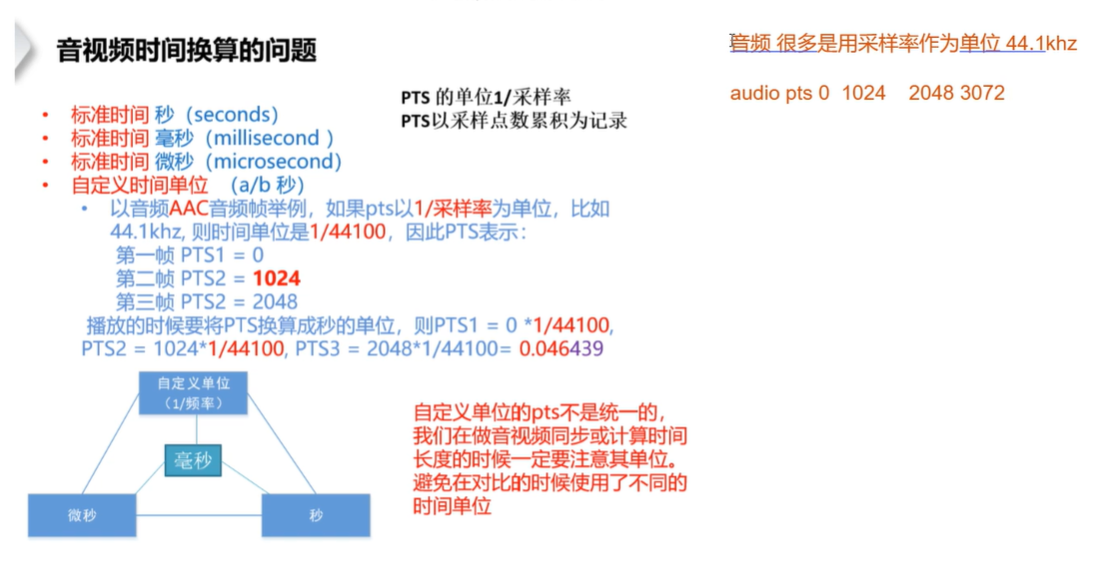 音视频时间换算的问题
音频 很多是用采样率作为单位 44.1khz
audio pts 0 1024 2048 3072
PTS 的单位1/采样率
PTS以采样点数累积为记录
• 标准时间 秒（seconds）
• 标准时间 毫秒（millisecond ）
• 标准时间 微秒（microsecond）
• 自定义时间单位 （a/b 秒）
• 以音频AAC音频帧举例，如果pts以1/采样率为单位，比如
44.1khz, 则时间单位是1/44100，因此PTS表示：
第一帧 PTS1 = 0
第二帧 PTS2 = 1024
第三帧 PTS2 = 2048
播放的时候要将PTS换算成秒的单位，则PTS1 = 0 *1/44100,
PTS2 = 1024*1/44100, PTS3 = 2048*1/44100= 0.046439
自定义单位
（1/频率）
毫秒
微秒
秒
自定义单位的pts不是统一的，
我们在做音视频同步或计算时间
长度的时候一定要注意其单位。
避免在对比的时候使用了不同的
时间单位